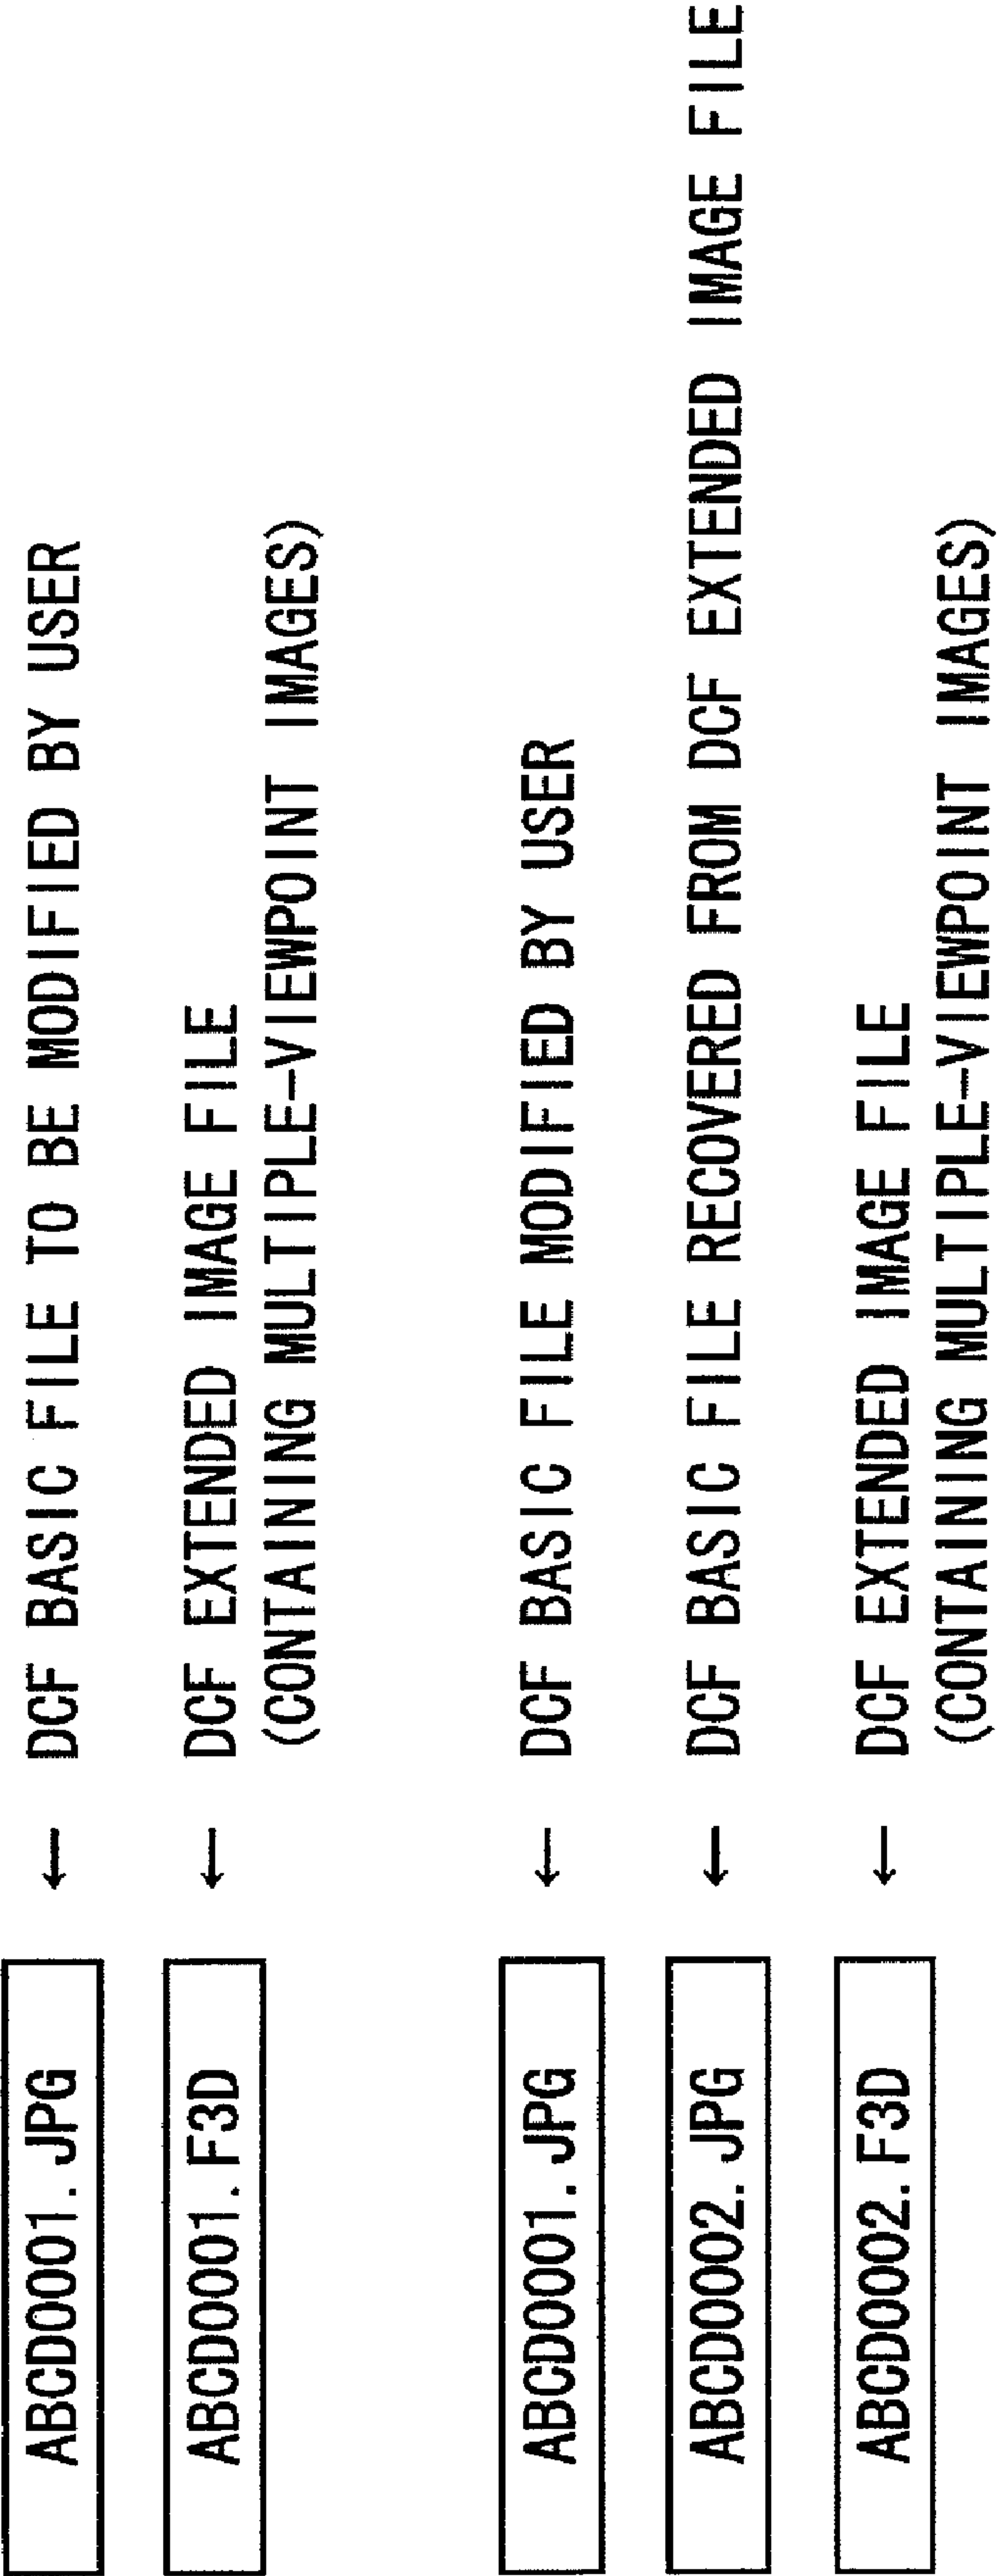 ABCD0001.JPG ← DCF BASIC FILE TO BE MODIFIED BY USER
ABCD0001.F3D ← DCF EXTENDED IMAGE FILE
(CONTAINING MULTIPLE-VIEWPOINT IMAGES)
ABCD0001.JPG ← DCF BASIC FILE MODIFIED BY USER
ABCD0002.JPG ← DCF BASIC FILE RECOVERED FROM DCF EXTENDED IMAGE FILE
ABCD0002.F3D ← DCF EXTENDED IMAGE FILE
(CONTAINING MULTIPLE-VIEWPOINT IMAGES)